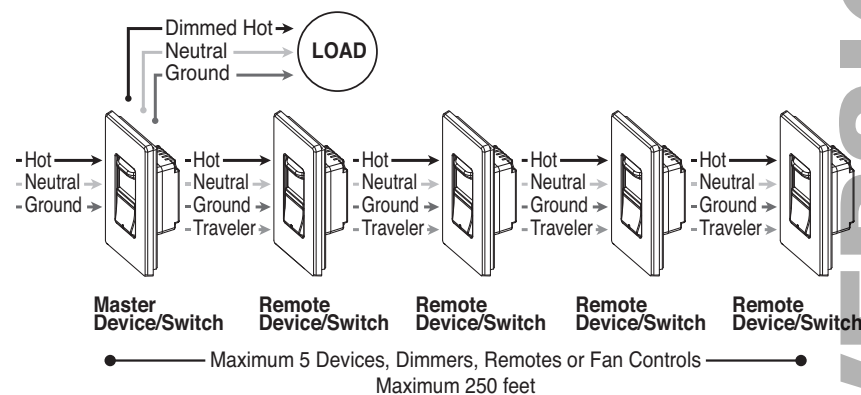 Dimmed Hot
Neutral
Ground
LOAD
Hot
Neutral
Ground
Hot
Neutral
Ground
Traveler
Hot
Neutral
Ground
Traveler
Hot
Neutral
Ground
Traveler
Hot
Neutral
Ground
Traveler
Master
Device/Switch
Remote
Device/Switch
Remote
Device/Switch
Remote
Device/Switch
Remote
Device/Switch
Maximum 5 Devices, Dimmers, Remotes or Fan Controls
Maximum 250 feet